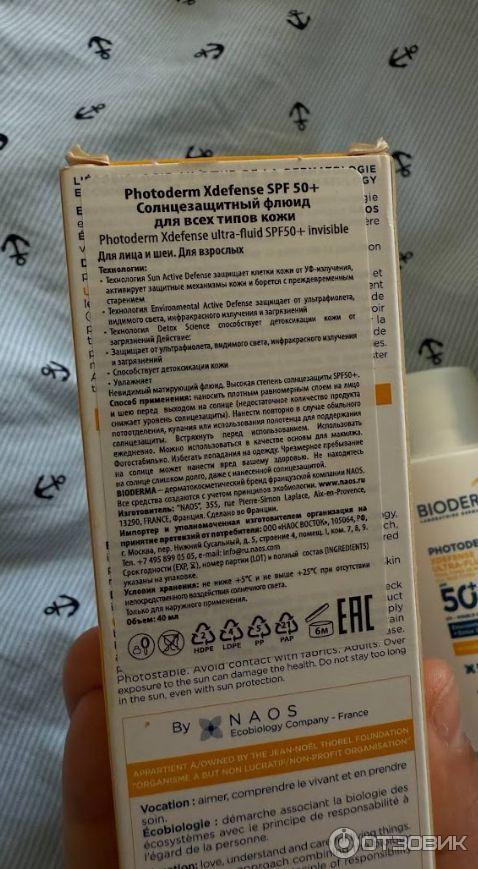 L'É
Photoderm Xdefense SPF 50+
Солнцезащитный флюид
для всех типов кожи
Photoderm Xdefense ultra-fluid SPF50+ invisible
Для лица и шеи. Для взрослых
Технологии:
• Технология Sun Active Defense защищает клетки кожи от УФ-излучения,
активирует защитные механизмы кожи и борется с преждевременным
старением
• Технология Environmental Active Defense защищает от ультрафиолета,
видимого света, инфракрасного излучения и загрязнений
• Технология Detox Science способствует детоксикации кожи от
загрязнений Действие:
• Защищает от ультрафиолета, видимого света, инфракрасного излучения
и загрязнений
• Способствует детоксикации кожи
• Увлажняет
Невидимый матирующий флюид. Высокая степень солнцезащиты SPF50+.
Способ применения: наносить плотным равномерным слоем на лицо
и шею перед выходом на солнце (недостаточное количество продукта
снижает уровень солнцезащиты). Нанести повторно в случае обильного
потоотделения, купания или использования полотенца для поддержания
солнцезащиты. Встряхнуть перед использованием. Использовать
ежедневно. Можно использоваться в качестве основы для макияжа.
Фотостабильно. Избегать попадания на одежду. Чрезмерное пребывание
на солнце может нанести вред вашему здоровью. Не находитесь
на солнце слишком долго, даже с нанесенной солнцезащитой.
BIODERMA – дерматокосметический бренд французской компании NAOS.
Все средства создаются с учетом принципов экобиологии. www.naos.ru
Изготовитель: "NAOS", 355, rue Pierre-Simon Laplace, Aix-en-Provence,
13290, FRANCE, Франция. Сделано во Франции.
Импортер и уполномоченная изготовителем организация на
принятие претензий от потребителя: ООО «НАОС ВОСТОК», 105064, РФ,
г. Москва, пер. Нижний Сусальный, д. 5, строение 4, помещ. I, ком. 7, 8, 9.
Тел. +7 495 899 05 05, e-mail: info@ru.naos.com
Срок годности (EXP, ⌛), номер партии (LOT) и полный состав (INGREDIENTS)
указаны на упаковке.
Условия хранения: не ниже +5°С и не выше +25°С при отсутствии
непосредственного воздействия солнечного света.
Только для наружного применения.
Объем: 40 мл
2 4 5 21
HDPE LDPE PP PAP
6м
EAC
Photostable. Avoid contact with fabrics. Adults. Over
exposure to the sun can damage the health. Do not stay too long
in the sun, even with sun protection.
By NAOS
Ecobiology Company - France
APPARTIENT À/OWNED BY THE JEAN-NOËL THOREL FOUNDATION
"ORGANISME A BUT NON LUCRATIF/NON-PROFIT ORGANISATION"
Vocation: aimer, comprendre le vivant et en prendre
soin.
Écobiologie: démarche associant la biologie des
écosystèmes avec le principe de responsabilité à
l'égard de la personne.
love, understand and care
approach combining
BIODERMA
PHOTODE
50+
ОТЗОВИК